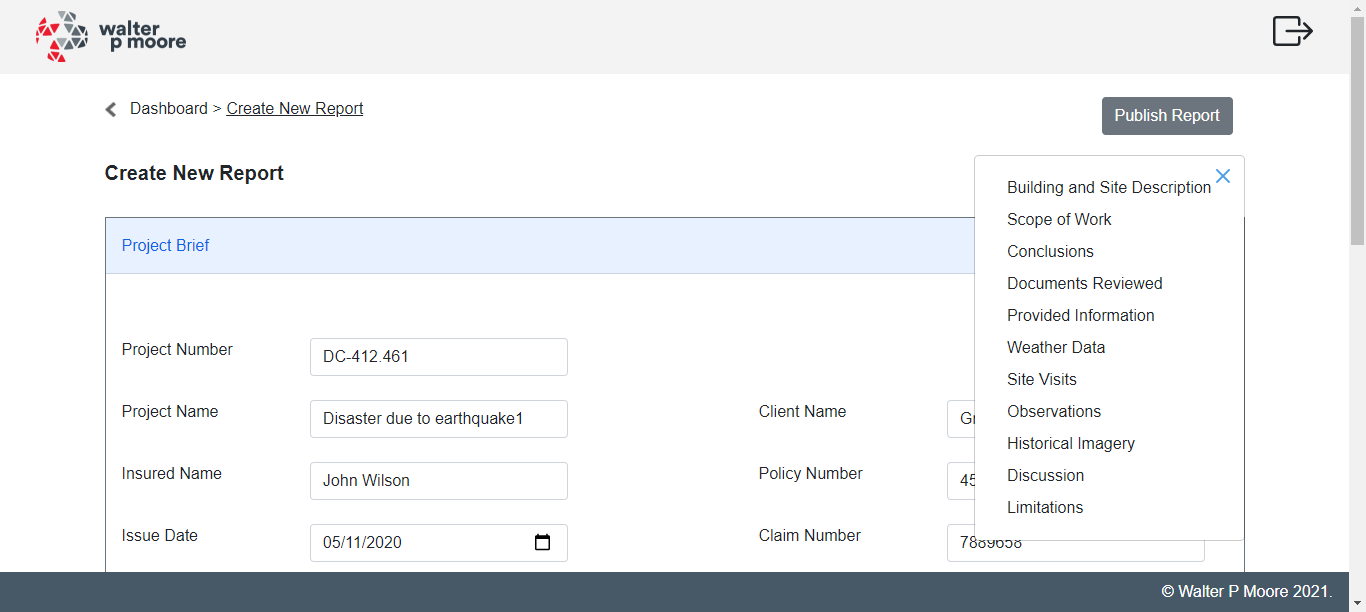 walter
p moore
Dashboard > Create New Report
Publish Report
Create New Report
Project Brief
Project Number
DC-412.461
Project Name
Disaster due to earthquake1
Insured Name
John Wilson
Issue Date
05/11/2020
Client Name
Policy Number
45
Claim Number
7889658
Building and Site Description
Scope of Work
Conclusions
Documents Reviewed
Provided Information
Weather Data
Site Visits
Observations
Historical Imagery
Discussion
Limitations
© Walter P Moore 2021.